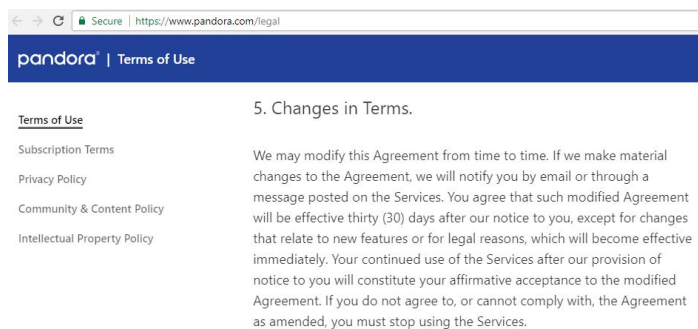 Secure | https://www.pandora.com/legal
pandora® | Terms of Use
Terms of Use
Subscription Terms
Privacy Policy
Community & Content Policy
Intellectual Property Policy
5. Changes in Terms.
We may modify this Agreement from time to time. If we make material
changes to the Agreement, we will notify you by email or through a
message posted on the Services. You agree that such modified Agreement
will be effective thirty (30) days after our notice to you, except for changes
that relate to new features or for legal reasons, which will become effective
immediately. Your continued use of the Services after our provision of
notice to you will constitute your affirmative acceptance to the modified
Agreement. If you do not agree to, or cannot comply with, the Agreement
as amended, you must stop using the Services.